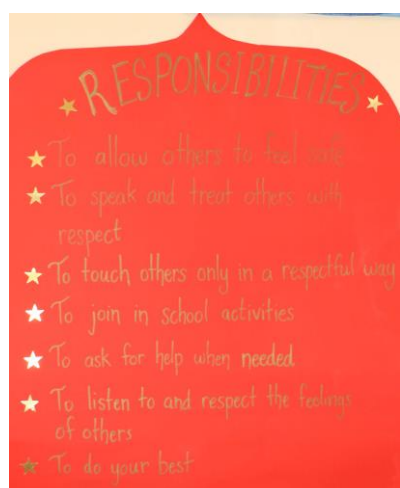 RESPONSIBILITIES
To allow others to feel safe
To speak and treat others with
respect
To touch others only in a respectful way
To join in school activities
To ask for help when needed
To listen to and respect the feelings
of others
To do your best